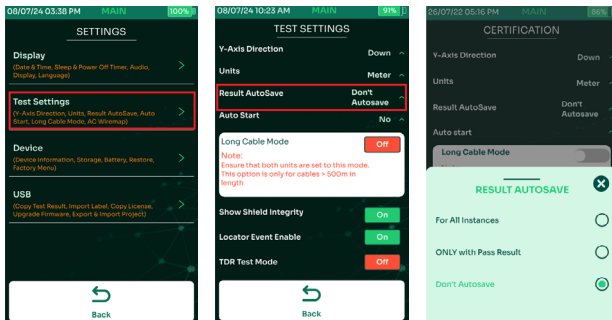 08/07/24 03:38 PM MAIN 100%
SETTINGS
Display
(Date & Time, Sleep & Power Off Timer, Audio,
Display, Language)
Test Settings
(Y-Axis Direction, Units, Result AutoSave, Auto
Start, Long Cable Mode, AC Wiremap)
Device
(Device information, Storage, Battery, Restore,
Factory Menu)
USB
(Copy Test Result, Import Label, Copy License,
Upgrade Firmware, Export & Import Project)
Back
08/07/24 10:23 AM MAIN 91%
TEST SETTINGS
Y-Axis Direction Down
Units Meter
Result AutoSave Don't
Autosave
Auto Start No
Long Cable Mode Off
Note:
Ensure that both units are set to this mode.
This option is only for cables > 500m in
length
Show Shield Integrity On
Locator Event Enable On
TDR Test Mode Off
Back
26/07/22 05:16 PM MAIN 86%
CERTIFICATION
Y-Axis Direction Down
Units Meter
Result AutoSave Don't
Autosave
Auto start
Long Cable Mode
RESULT AUTOSAVE
For All Instances
ONLY with Pass Result
Don't Autosave